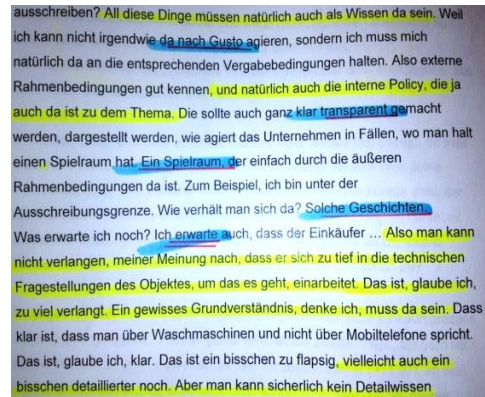 ausschreiben? All diese Dinge müssen natürlich auch als Wissen da sein. Weil
ich kann nicht irgendwie da nach Gusto agieren, sondern ich muss mich
natürlich da an die entsprechenden Vergabebedingungen halten. Also externe
Rahmenbedingungen gut kennen, und natürlich auch die interne Policy, die ja
auch da ist zu dem Thema. Die sollte auch ganz klar transparent gemacht
werden, dargestellt werden, wie agiert das Unternehmen in Fällen, wo man halt
einen Spielraum hat. Ein Spielraum, der einfach durch die äußeren
Rahmenbedingungen da ist. Zum Beispiel, ich bin unter der
Ausschreibungsgrenze. Wie verhält man sich da? Solche Geschichten.
Was erwarte ich noch? Ich erwarte auch, dass der Einkäufer ... Also man kann
nicht verlangen, meiner Meinung nach, dass er sich zu tief in die technischen
Fragestellungen des Objektes, um das es geht, einarbeitet. Das ist, glaube ich,
zu viel verlangt. Ein gewisses Grundverständnis, denke ich, muss da sein. Dass
klar ist, dass man über Waschmaschinen und nicht über Mobiltelefone spricht.
Das ist, glaube ich, klar. Das ist ein bisschen zu flapsig, vielleicht auch ein
bisschen detaillierter noch. Aber man kann sicherlich kein Detailwissen